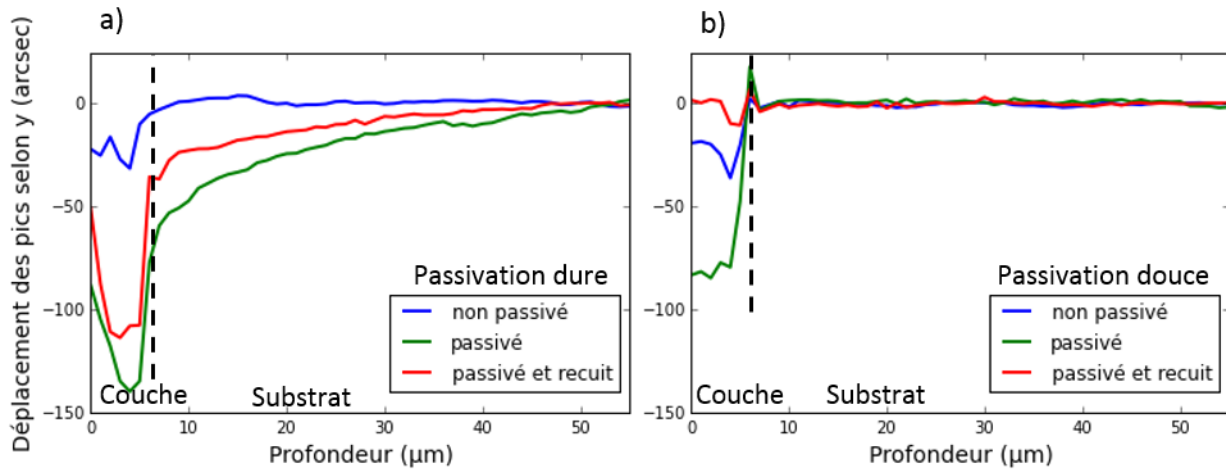 a)
b)
Déplacement des pics selon y (arcsec)
0
−50
−100
−150
Passivation dure
non passivé
passivé
passivé et recuit
Couche
Substrat
0
10
20
30
40
50
Profondeur (µm)
0
−50
−100
−150
Passivation douce
non passivé
passivé
passivé et recuit
Couche
Substrat
0
10
20
30
40
50
Profondeur (µm)